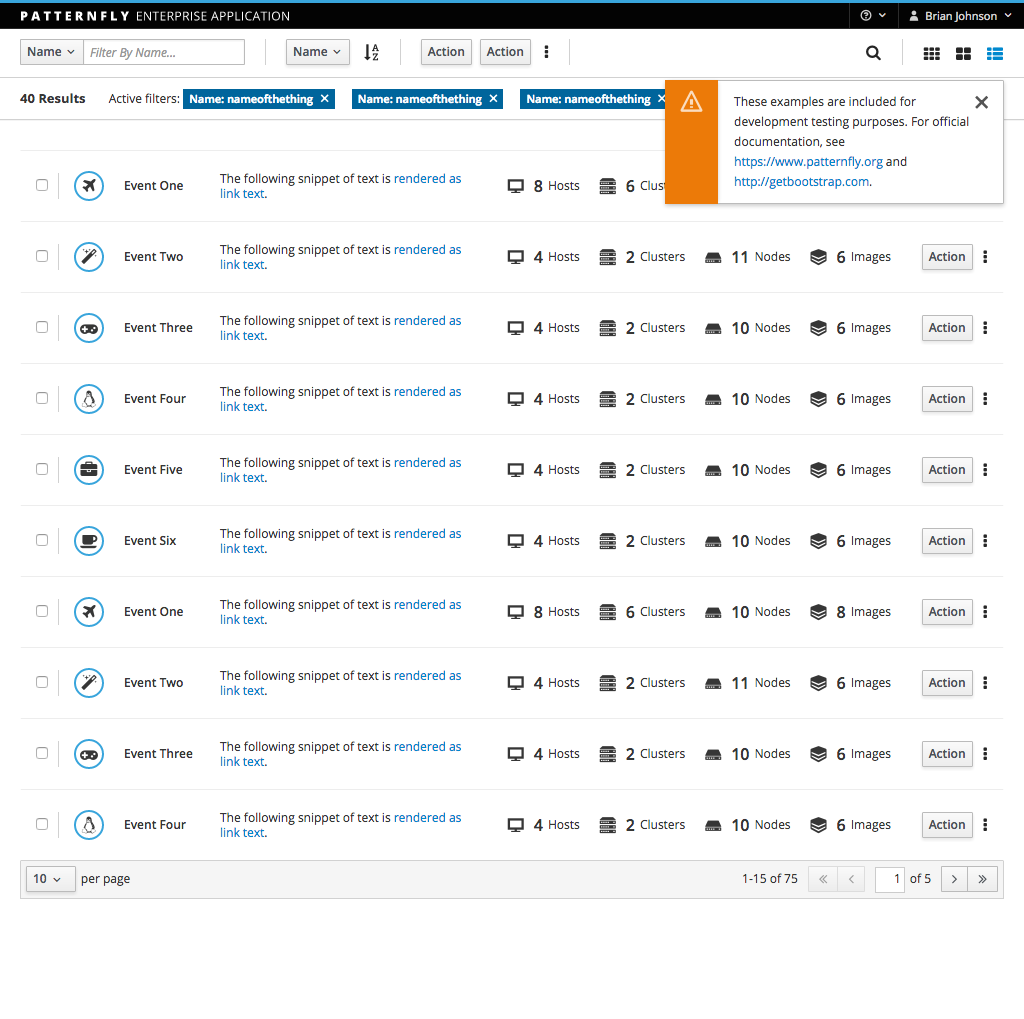 PATTERNFLY ENTERPRISE APPLICATION Brian Johnson
Name Filter By Name... Name Action Action
40 Results Active filters: Name: nameofthething × Name: nameofthething × Name: nameofthething ×
These examples are included for
development testing purposes. For official
documentation, see
https://www.patternfly.org and
http://getbootstrap.com.
Event One The following snippet of text is rendered as
link text.
8 Hosts 6
Event Two The following snippet of text is rendered as
link text.
4 Hosts 2 Clusters 11 Nodes 6 Images Action
Event Three The following snippet of text is rendered as
link text.
4 Hosts 2 Clusters 10 Nodes 6 Images Action
Event Four The following snippet of text is rendered as
link text.
4 Hosts 2 Clusters 10 Nodes 6 Images Action
Event Five The following snippet of text is rendered as
link text.
4 Hosts 2 Clusters 10 Nodes 6 Images Action
Event Six The following snippet of text is rendered as
link text.
4 Hosts 2 Clusters 10 Nodes 6 Images Action
Event One The following snippet of text is rendered as
link text.
8 Hosts 6 Clusters 10 Nodes 8 Images Action
Event Two The following snippet of text is rendered as
link text.
4 Hosts 2 Clusters 11 Nodes 6 Images Action
Event Three The following snippet of text is rendered as
link text.
4 Hosts 2 Clusters 10 Nodes 6 Images Action
Event Four The following snippet of text is rendered as
link text.
4 Hosts 2 Clusters 10 Nodes 6 Images Action
10 per page 1-15 of 75 « ‹ 1 of 5 › »